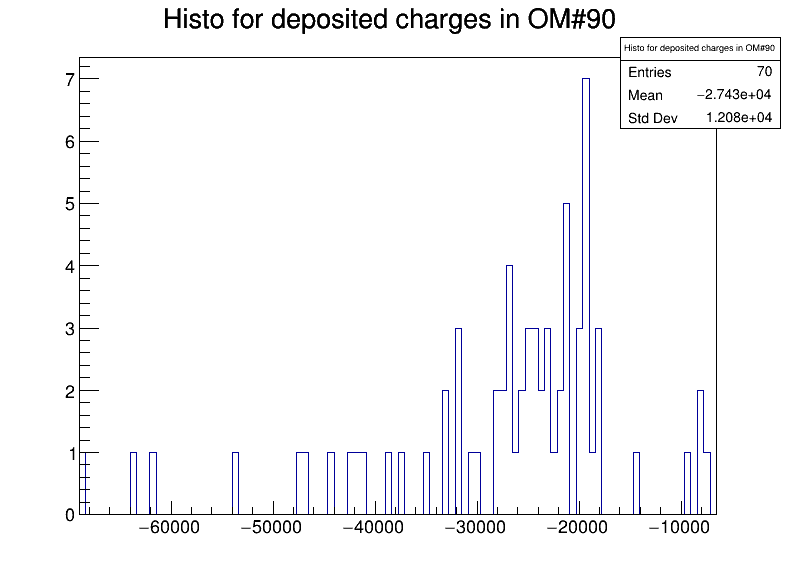 Histo for deposited charges in OM#90
Histo for deposited charges in OM#90
Entries 70
Mean −2.743e+04
Std Dev 1.208e+04
7
6
5
4
3
2
1
0
−60000 −50000 −40000 −30000 −20000 −10000